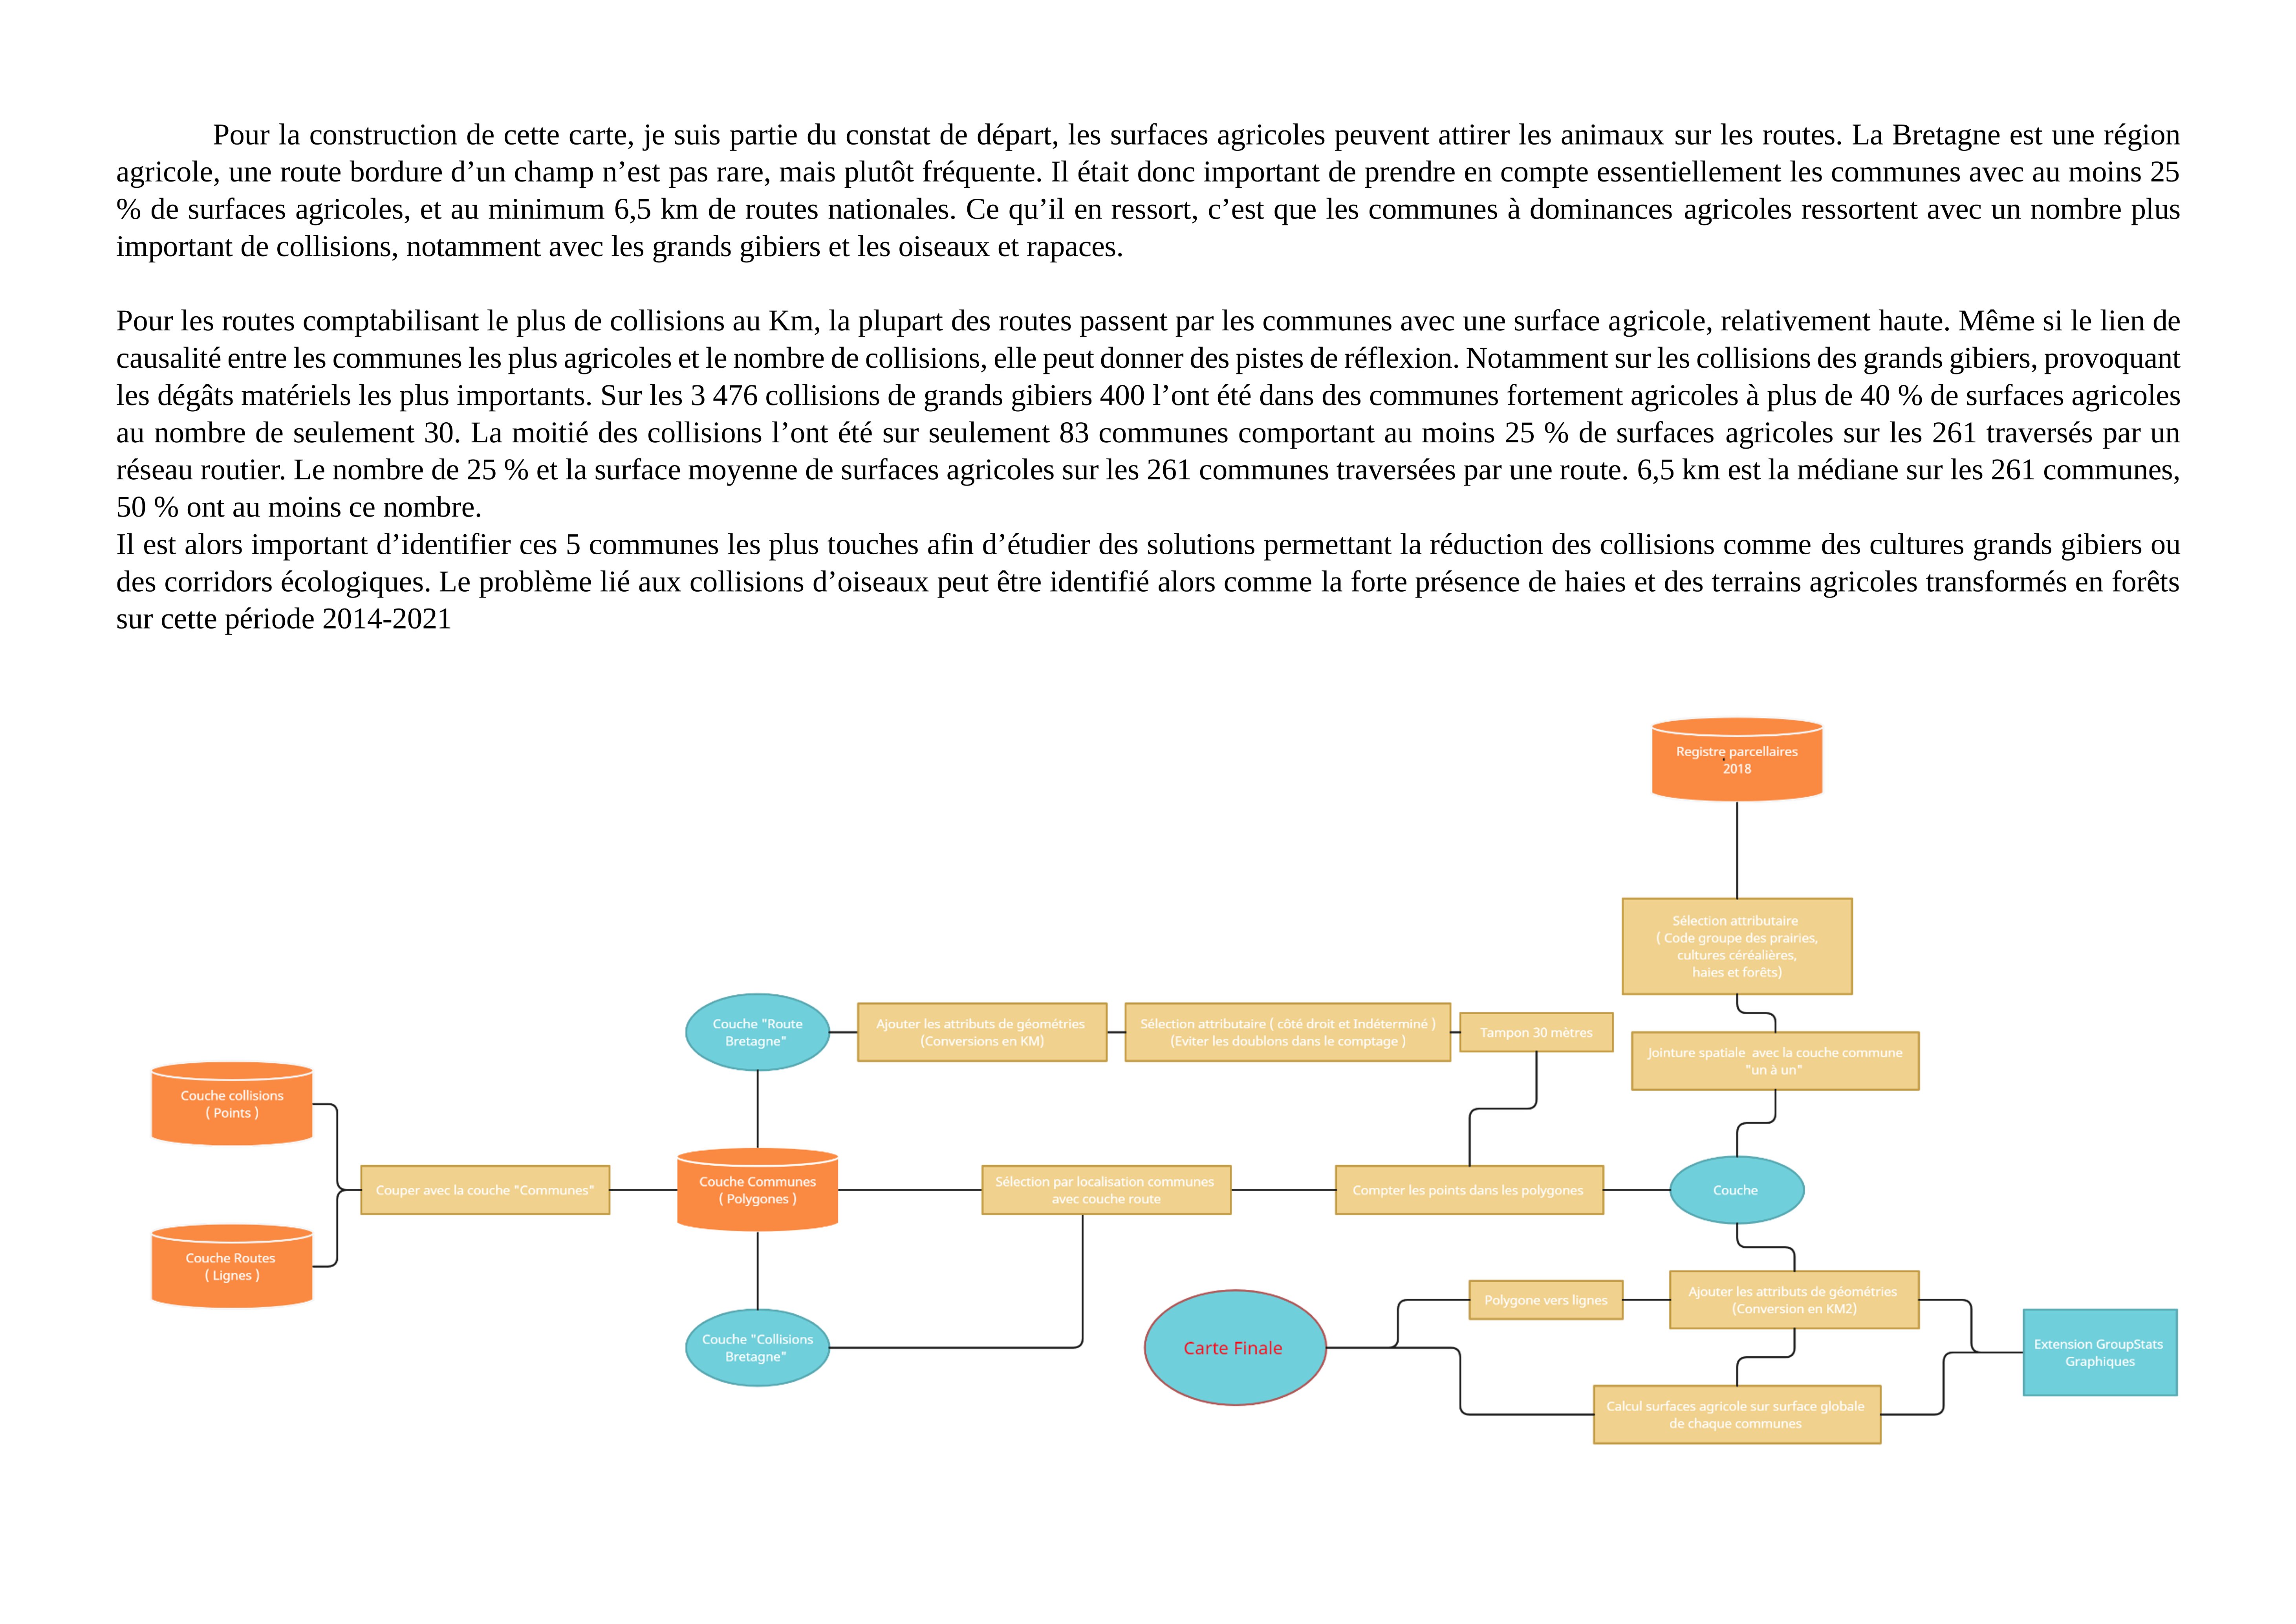 Pour la construction de cette carte, je suis partie du constat de départ, les surfaces agricoles peuvent attirer les animaux sur les routes. La Bretagne est une région
agricole, une route bordure d’un champ n’est pas rare, mais plutôt fréquente. Il était donc important de prendre en compte essentiellement les communes avec au moins 25
% de surfaces agricoles, et au minimum 6,5 km de routes nationales. Ce qu’il en ressort, c’est que les communes à dominances agricoles ressortent avec un nombre plus
important de collisions, notamment avec les grands gibiers et les oiseaux et rapaces.
Pour les routes comptabilisant le plus de collisions au Km, la plupart des routes passent par les communes avec une surface agricole, relativement haute. Même si le lien de
causalité entre les communes les plus agricoles et le nombre de collisions, elle peut donner des pistes de réflexion. Notamment sur les collisions des grands gibiers, provoquant
les dégâts matériels les plus importants. Sur les 3 476 collisions de grands gibiers 400 l’ont été dans des communes fortement agricoles à plus de 40 % de surfaces agricoles
au nombre de seulement 30. La moitié des collisions l’ont été sur seulement 83 communes comportant au moins 25 % de surfaces agricoles sur les 261 traversés par un
réseau routier. Le nombre de 25 % et la surface moyenne de surfaces agricoles sur les 261 communes traversées par une route. 6,5 km est la médiane sur les 261 communes,
50 % ont au moins ce nombre.
Il est alors important d’identifier ces 5 communes les plus touches afin d’étudier des solutions permettant la réduction des collisions comme des cultures grands gibiers ou
des corridors écologiques. Le problème lié aux collisions d’oiseaux peut être identifié alors comme la forte présence de haies et des terrains agricoles transformés en forêts
sur cette période 2014-2021
Registre parcellaires
2018
Sélection attributaire
( Code groupe des prairies,
cultures céréalières,
haies et forêts)
Couche "Route
Bretagne"
Ajouter les attributs de géométries
(Conversions en KM)
Sélection attributaire ( côté droit et Indéterminé )
(Eviter les doublons dans le comptage )
Tampon 30 mètres
Jointure spatiale avec la couche commune
"un à un"
Couche collisions
( Points )
Couper avec la couche "Communes"
Couche Communes
( Polygones )
Sélection par localisation communes
avec couche route
Compter les points dans les polygones
Couche
Couche Routes
( Lignes )
Couche "Collisions
Bretagne"
Carte Finale
Polygone vers lignes
Ajouter les attributs de géométries
(Conversion en KM2)
Extension GroupStats
Graphiques
Calcul surfaces agricole sur surface globale
de chaque communes